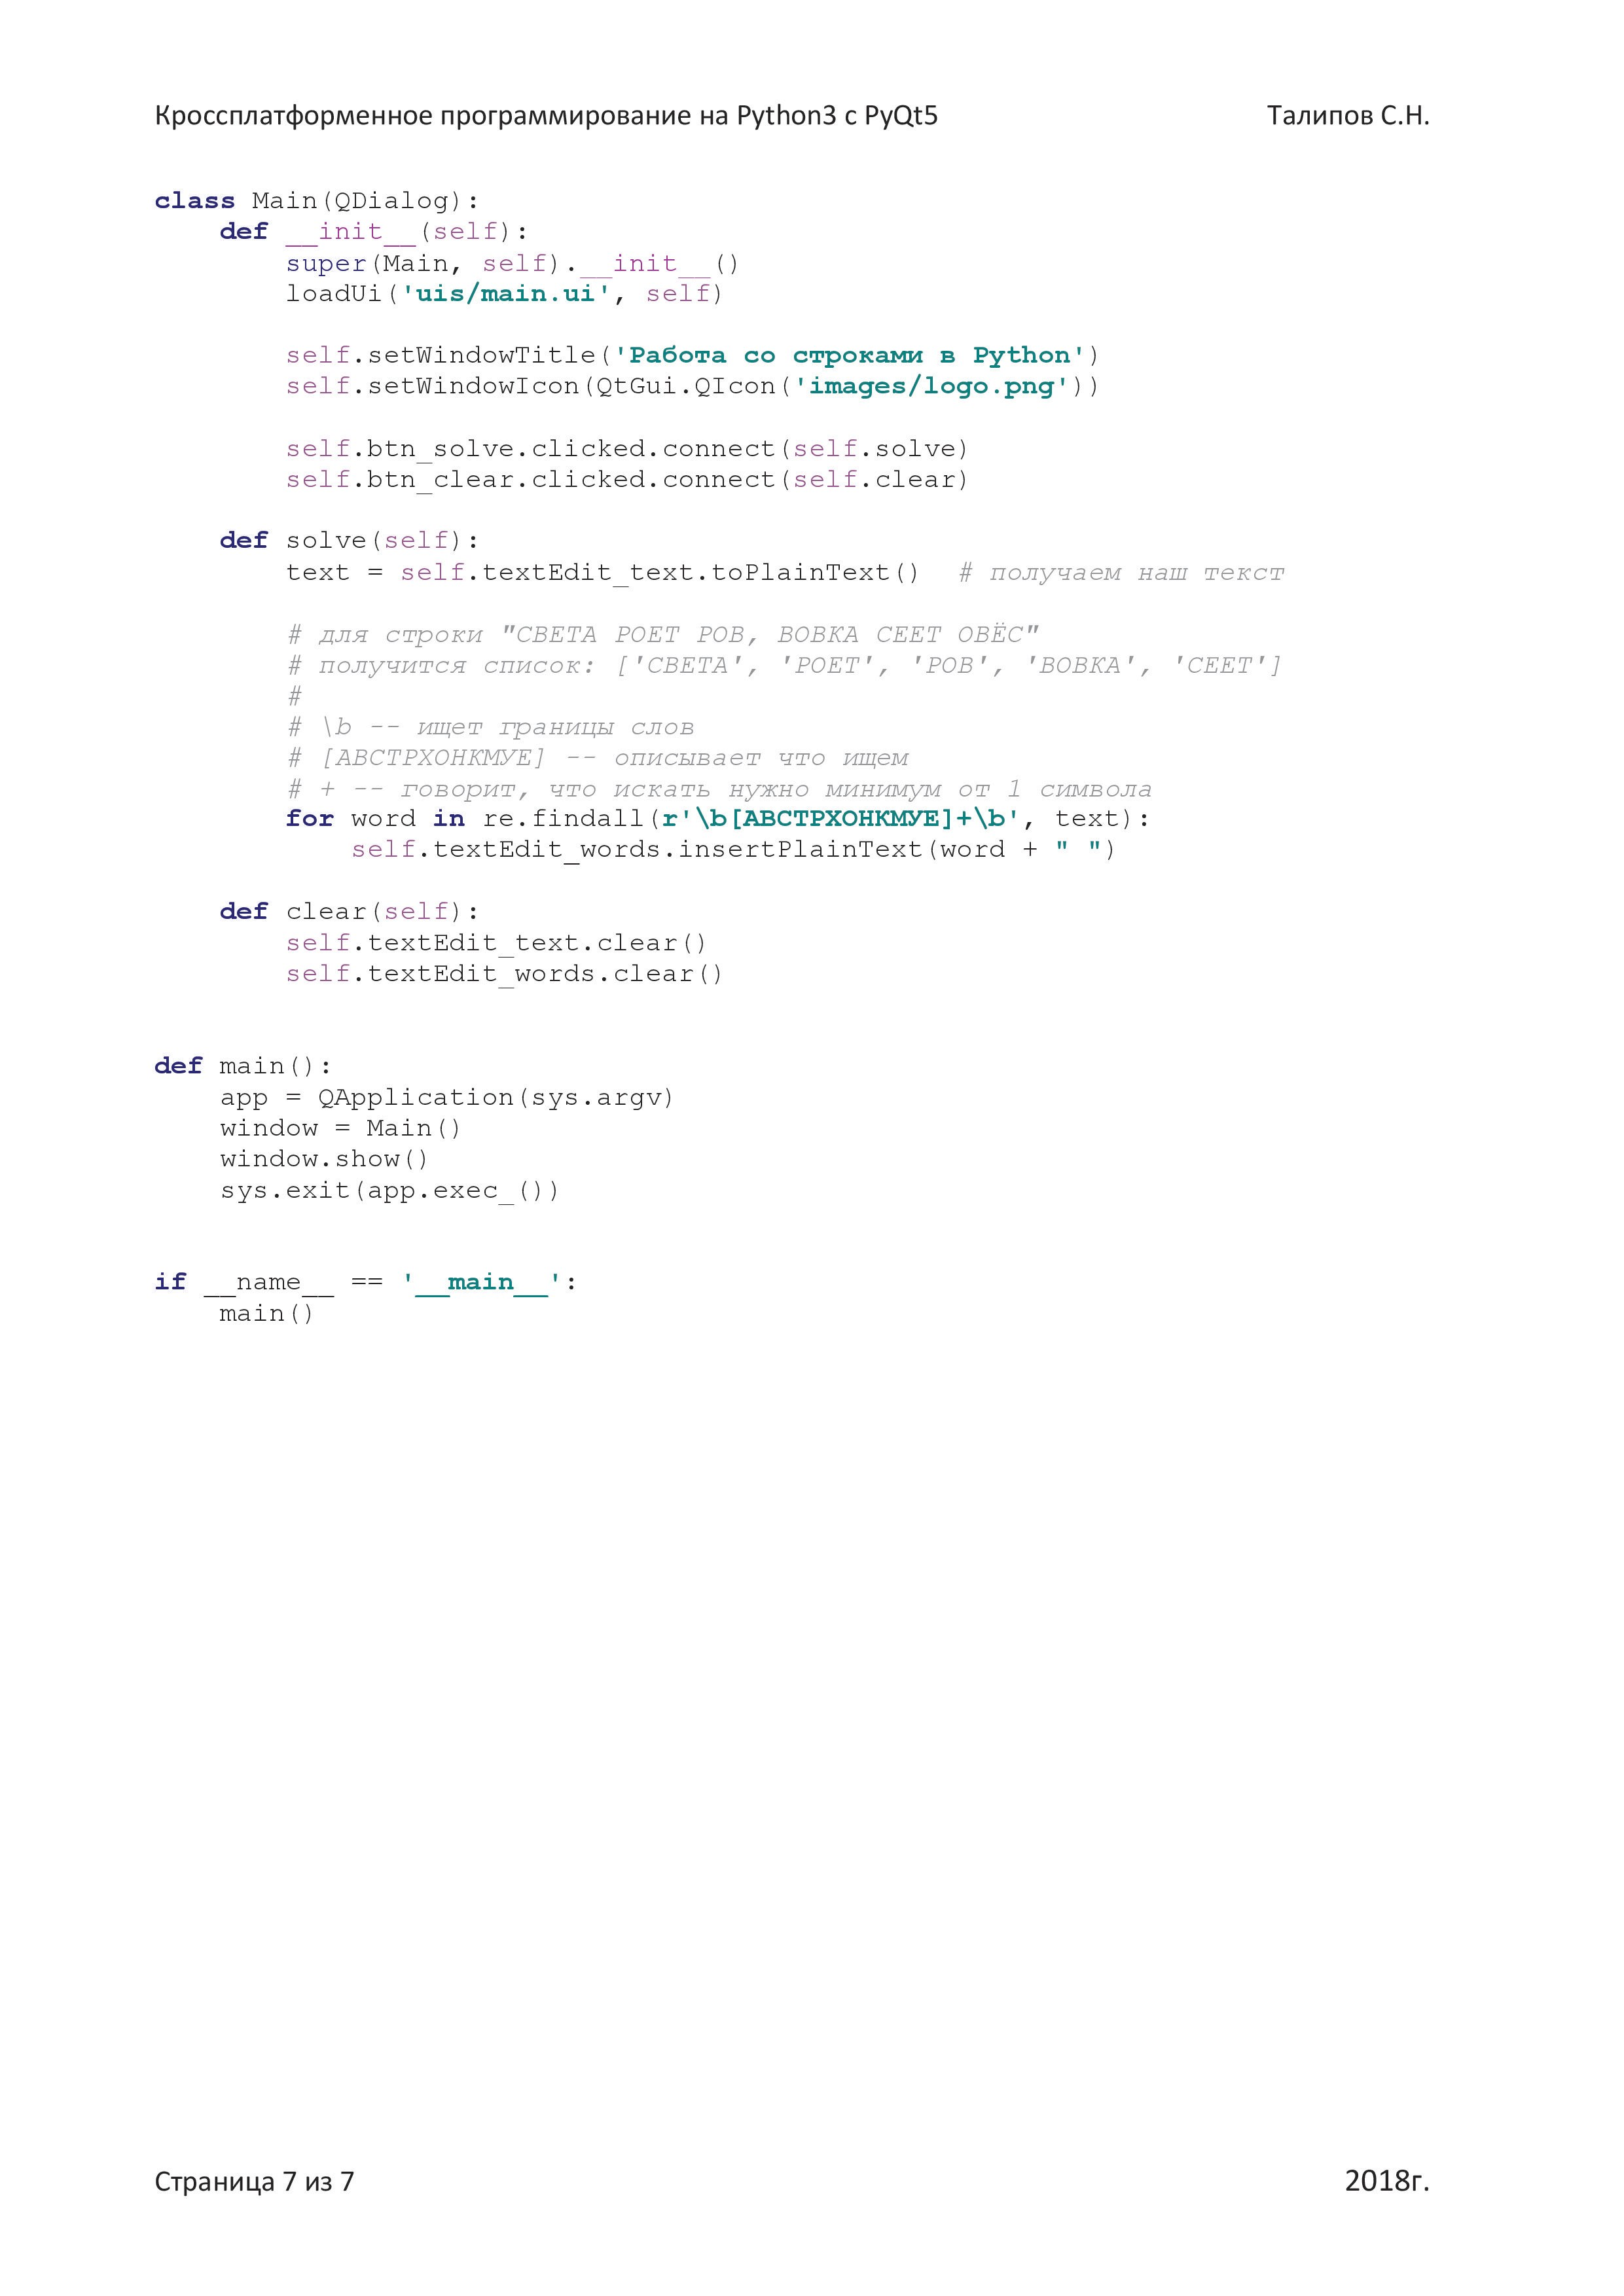 Кроссплатформенное программирование на Python3 с PyQt5 Талипов С.Н.
class Main(QDialog):
    def __init__(self):
        super(Main, self).__init__()
        loadUi('uis/main.ui', self)
        self.setWindowTitle('Работа со строками в Python')
        self.setWindowIcon(QtGui.QIcon('images/logo.png'))
        self.btn_solve.clicked.connect(self.solve)
        self.btn_clear.clicked.connect(self.clear)
    def solve(self):
        text = self.textEdit_text.toPlainText()  # получаем наш текст
        # для строки "СВЕТА РОЕТ РОВ, ВОВКА СЕЕТ ОВЁС"
        # получится список: ['СВЕТА', 'РОЕТ', 'РОВ', 'ВОВКА', 'СЕЕТ']
        #
        # \b -- ищет границы слов
        # [АВСТРХОНКМУЕ] -- описывает что ищем
        # + -- говорит, что искать нужно минимум от 1 символа
        for word in re.findall(r'\b[АВСТРХОНКМУЕ]+\b', text):
            self.textEdit_words.insertPlainText(word + " ")
    def clear(self):
        self.textEdit_text.clear()
        self.textEdit_words.clear()
def main():
    app = QApplication(sys.argv)
    window = Main()
    window.show()
    sys.exit(app.exec_())
if __name__ == '__main__':
    main()
Страница 7 из 7 2018г.